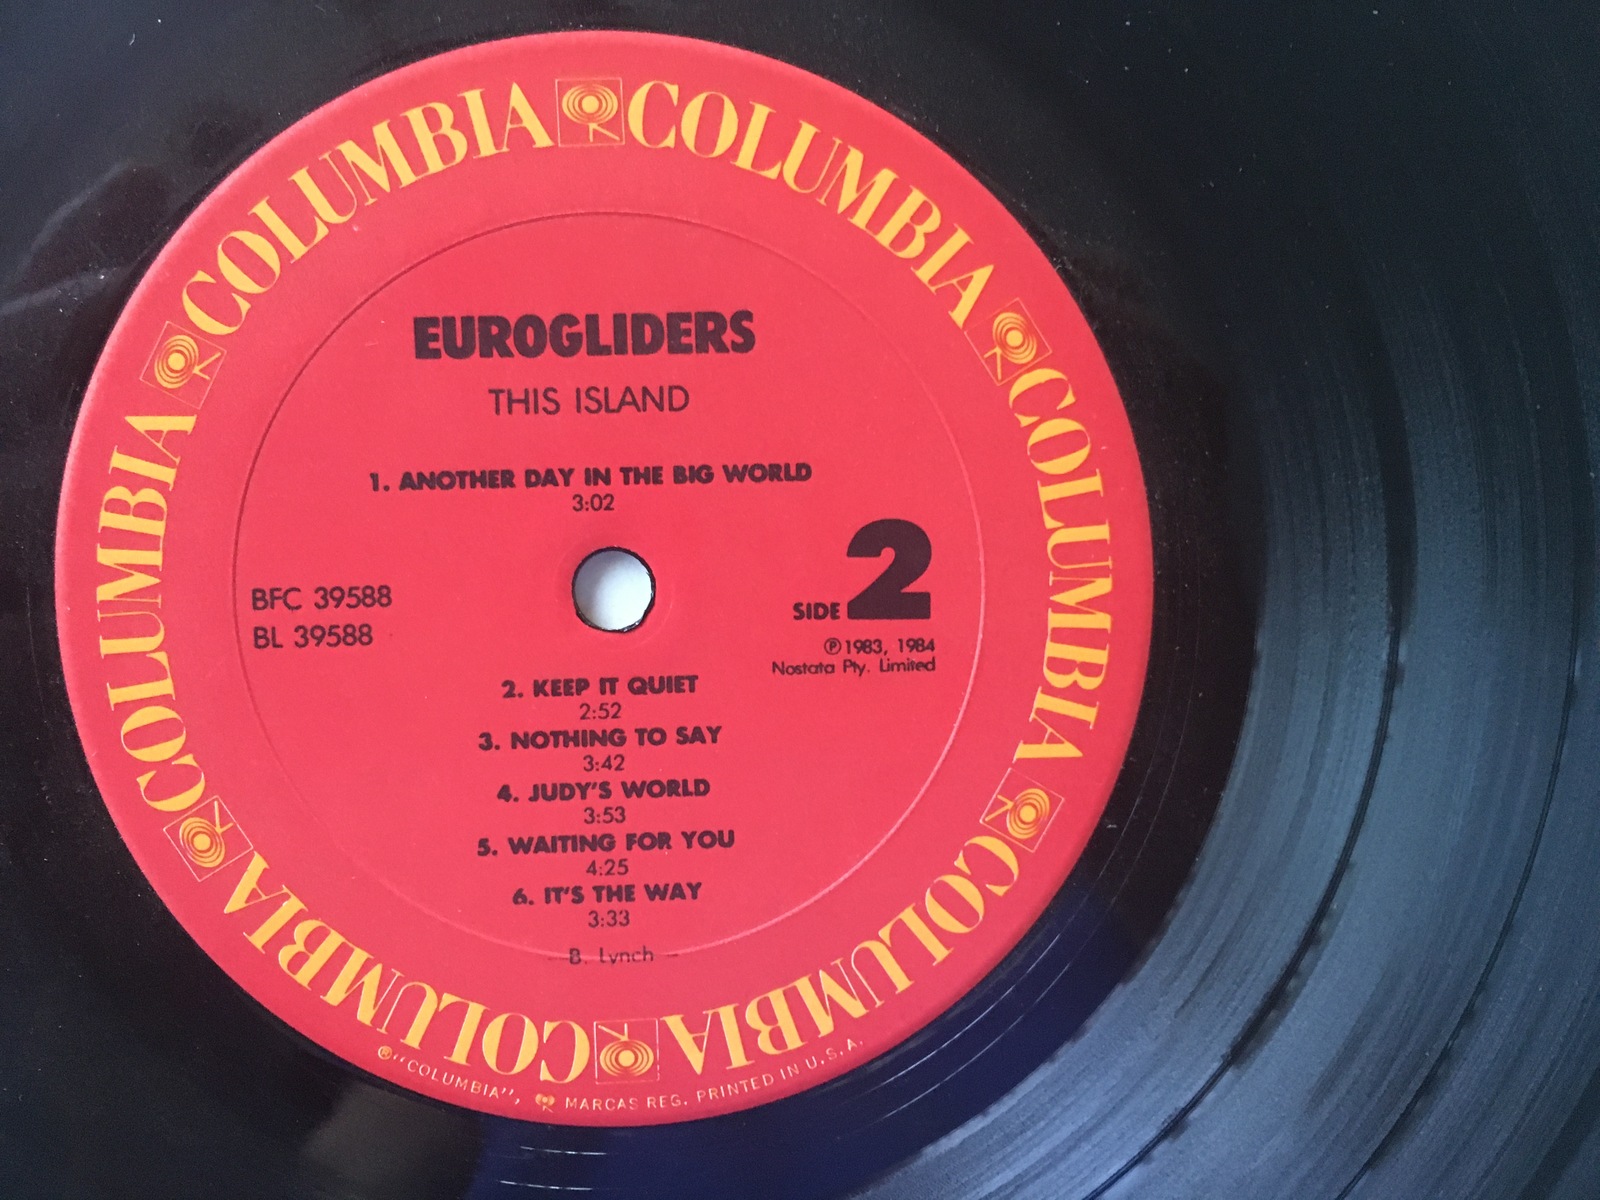 COLUMBIA COLUMBIA COLUMBIA COLUMBIA COLUMBIA COLUMBIA
EUROGLIDERS
THIS ISLAND
1. ANOTHER DAY IN THE BIG WORLD
3:02
BFC 39588
BL 39588
SIDE 2
Ⓟ1983, 1984
Nostata Pty. Limited
2. KEEP IT QUIET
2:52
3. NOTHING TO SAY
3:42
4. JUDY'S WORLD
3:53
5. WAITING FOR YOU
4:25
6. IT'S THE WAY
3:33
– B. Lynch –
®"COLUMBIA", MARCAS REG. PRINTED IN U.S.A.